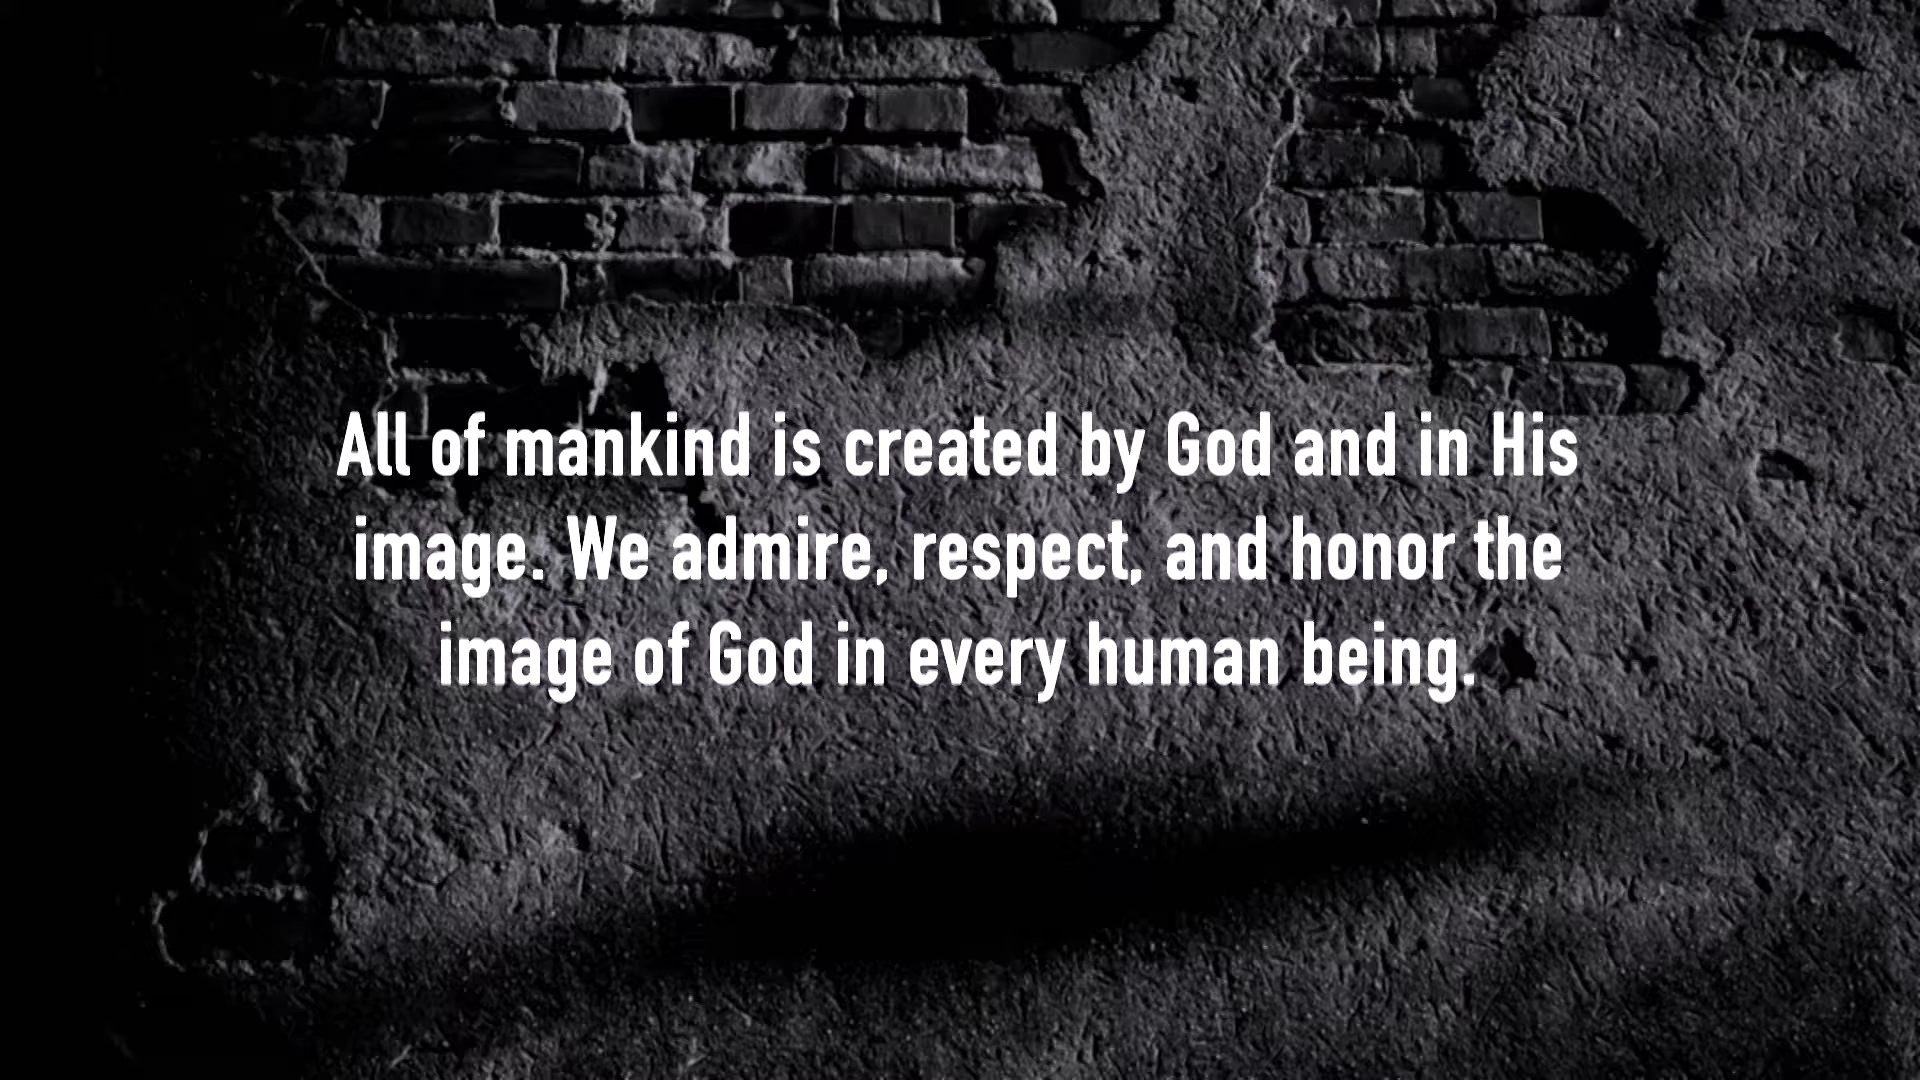 All of mankind is created by God and in His
image. We admire, respect, and honor the
image of God in every human being.